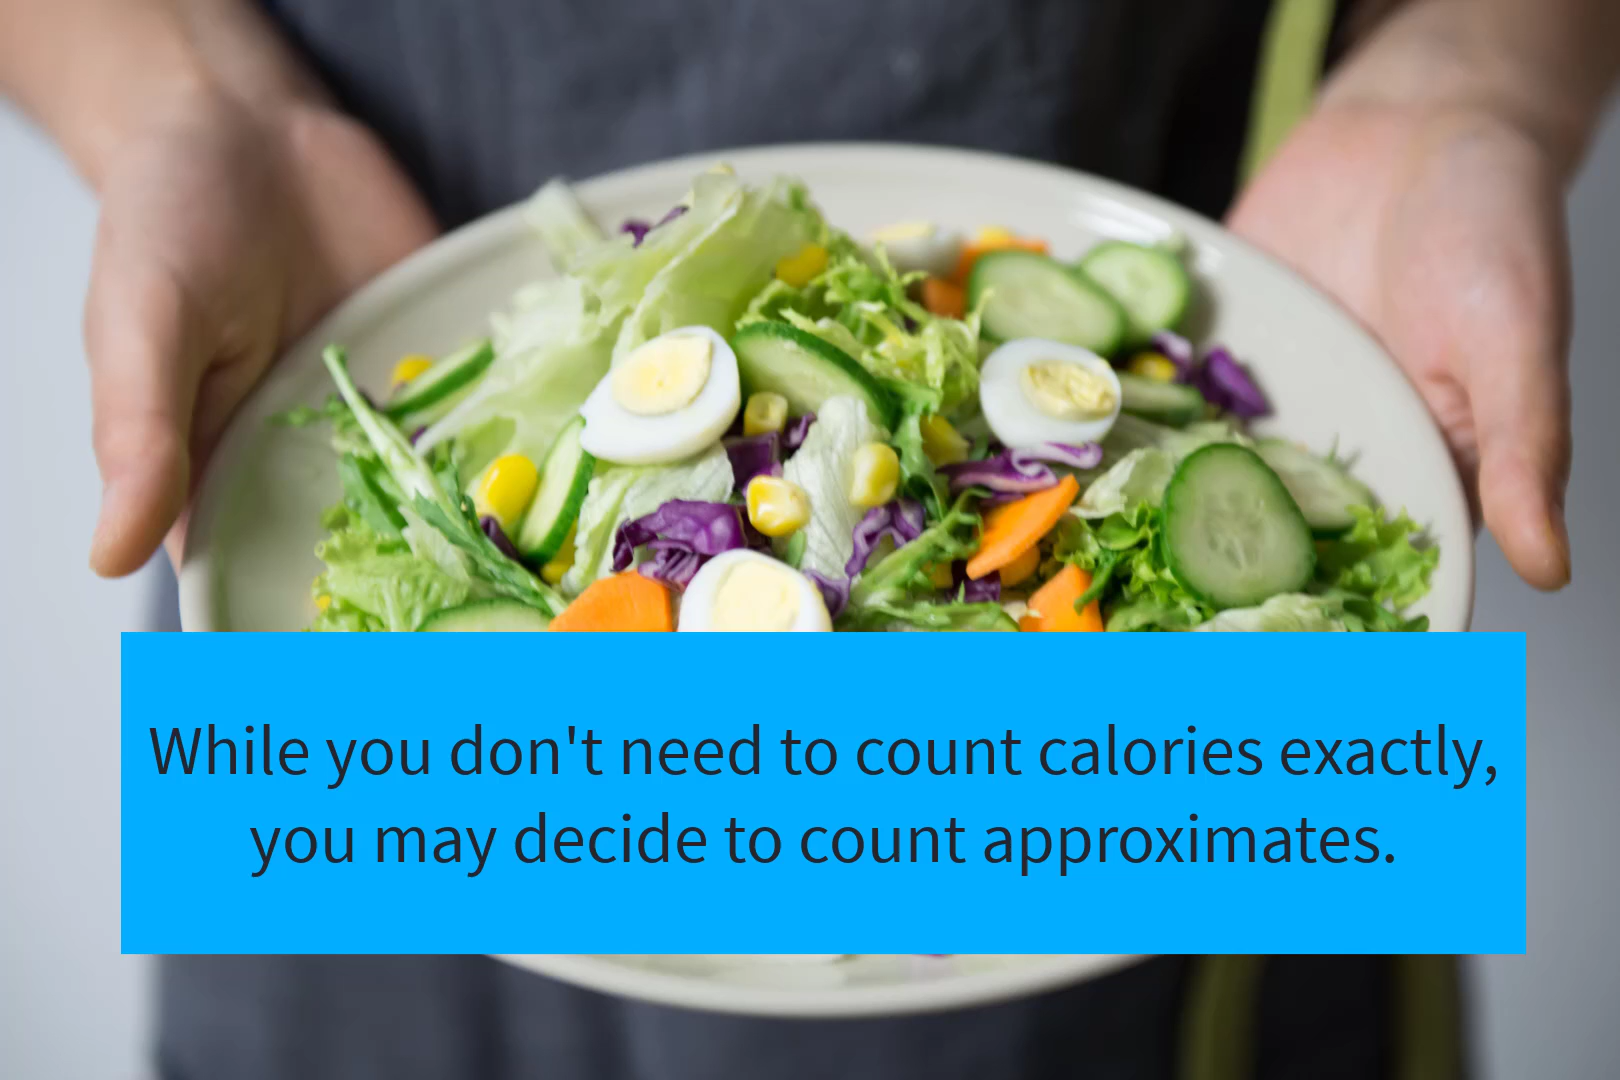 While you don't need to count calories exactly,
you may decide to count approximates.